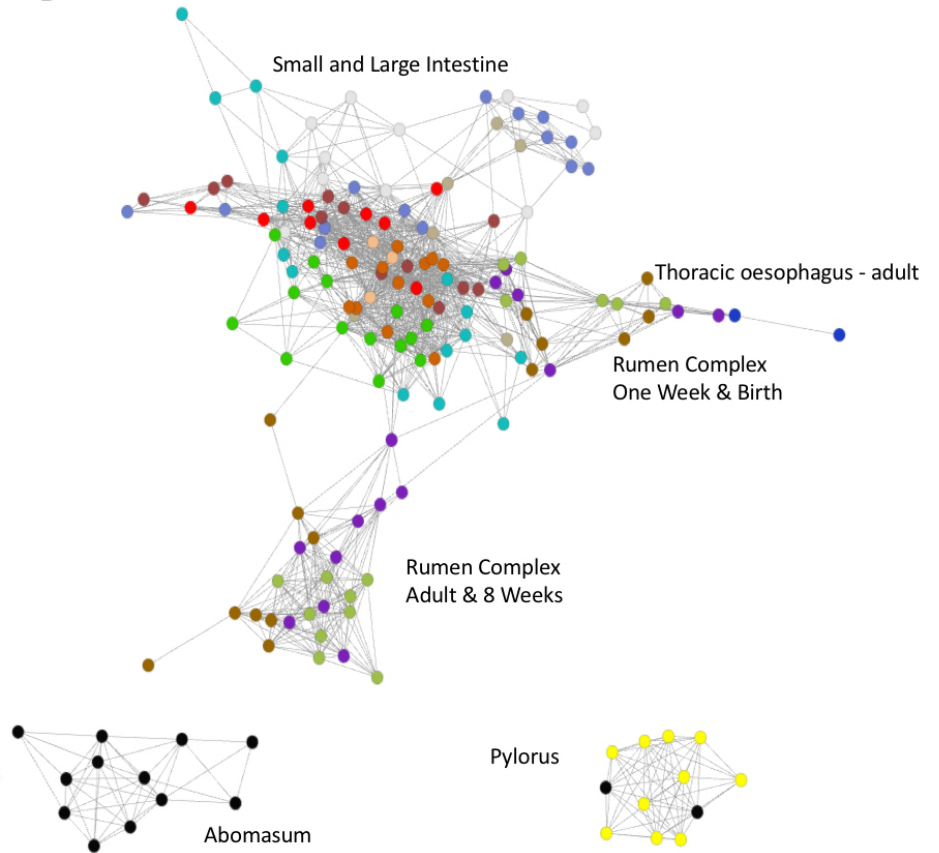 Small and Large Intestine
Thoracic oesophagus - adult
Rumen Complex
One Week & Birth
Rumen Complex
Adult & 8 Weeks
Pylorus
Abomasum